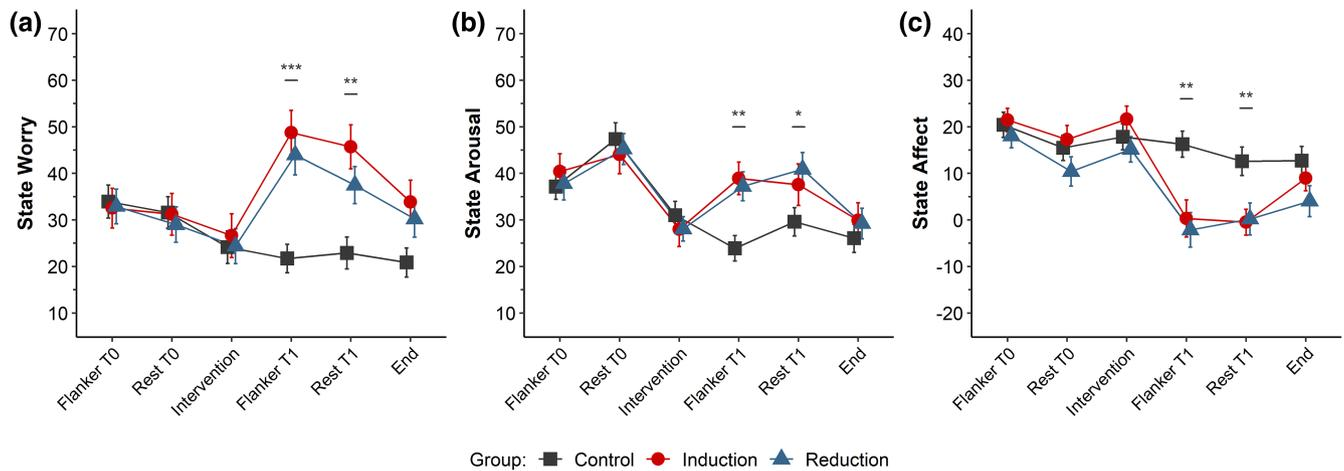 (a)
State Worry
70
60
50
40
30
20
10
***
**
Flanker T0
Rest T0
Intervention
Flanker T1
Rest T1
End
(b)
State Arousal
70
60
50
40
30
20
10
**
*
Flanker T0
Rest T0
Intervention
Flanker T1
Rest T1
End
(c)
State Affect
40
30
20
10
0
-10
-20
**
**
Flanker T0
Rest T0
Intervention
Flanker T1
Rest T1
End
Group: Control Induction Reduction